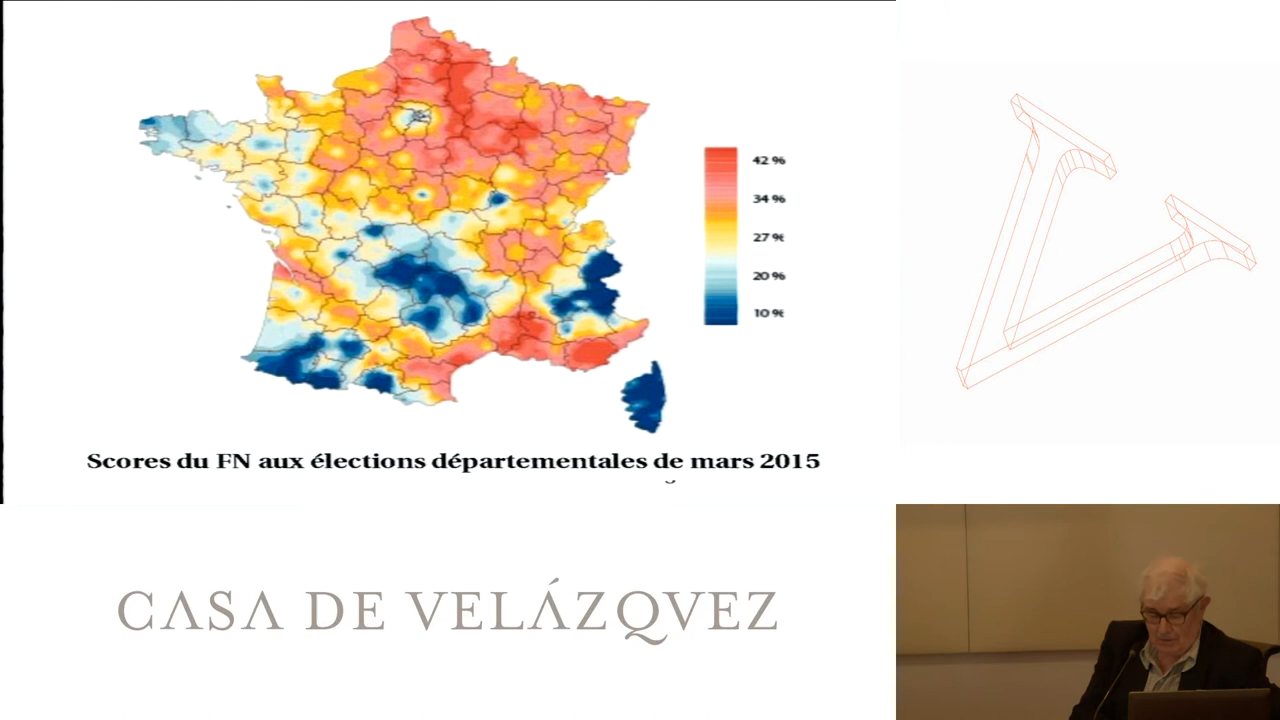 42 %
34 %
27 %
20 %
10 %
Scores du FN aux élections départementales de mars 2015
CASA DE VELÁZQVEZ